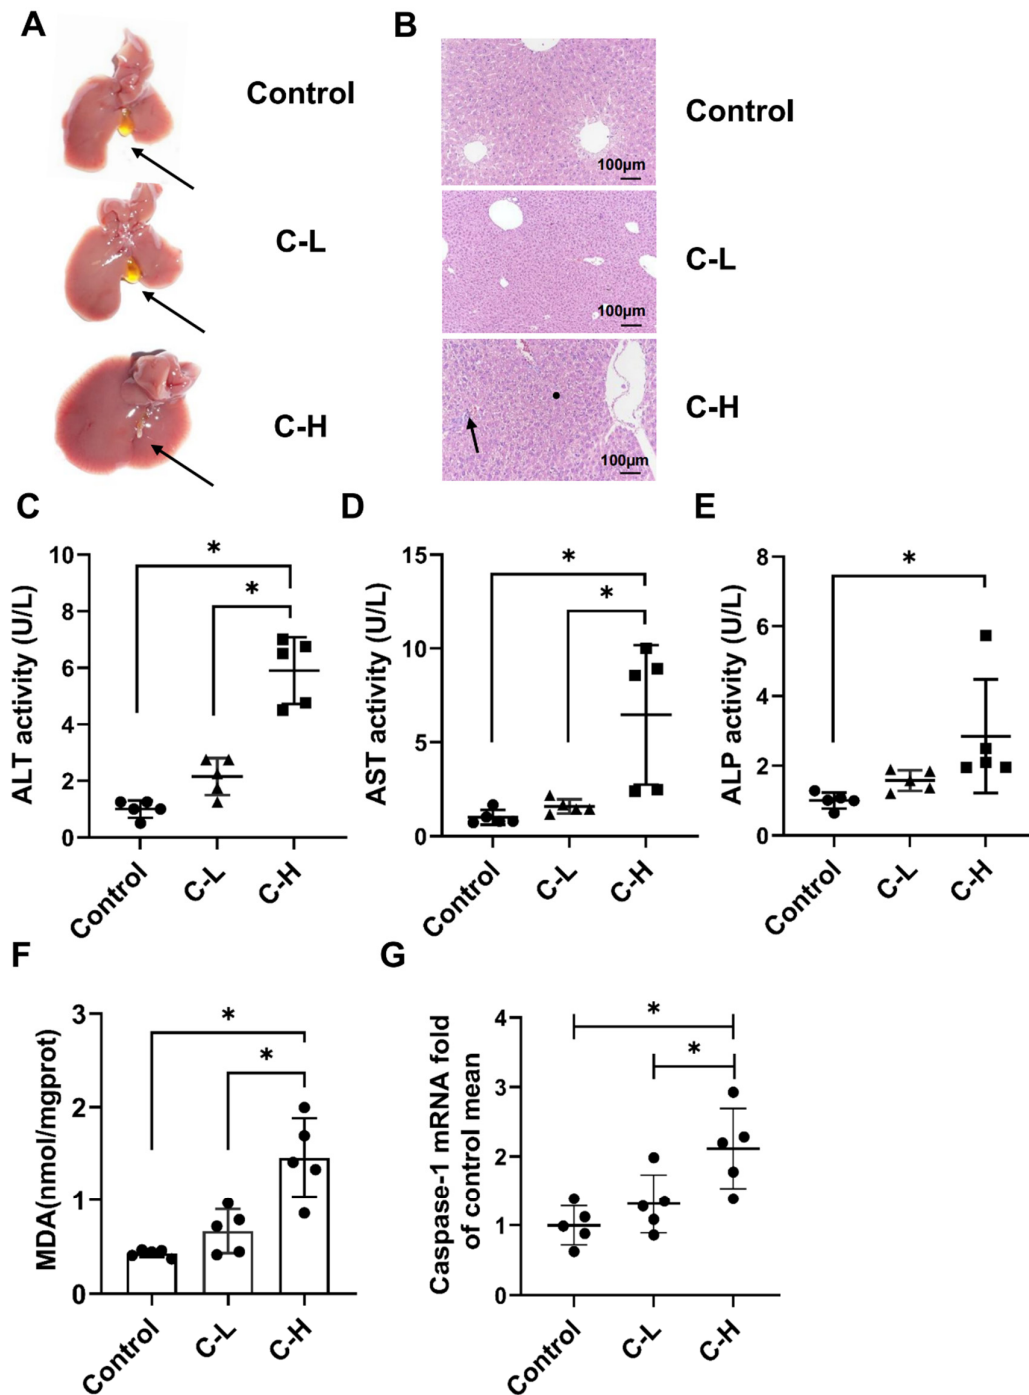 A
Control
C-L
C-H
B
100μm
Control
100μm
C-L
100μm
C-H
C
ALT activity (U/L)
10
8
6
4
2
0
*
*
Control
C-L
C-H
D
AST activity (U/L)
15
10
5
0
*
*
Control
C-L
C-H
E
ALP activity (U/L)
8
6
4
2
0
*
Control
C-L
C-H
F
MDA(nmol/mgprot)
3
2
1
0
*
*
Control
C-L
C-H
G
Caspase-1 mRNA fold
of control mean
4
3
2
1
0
*
*
Control
C-L
C-H